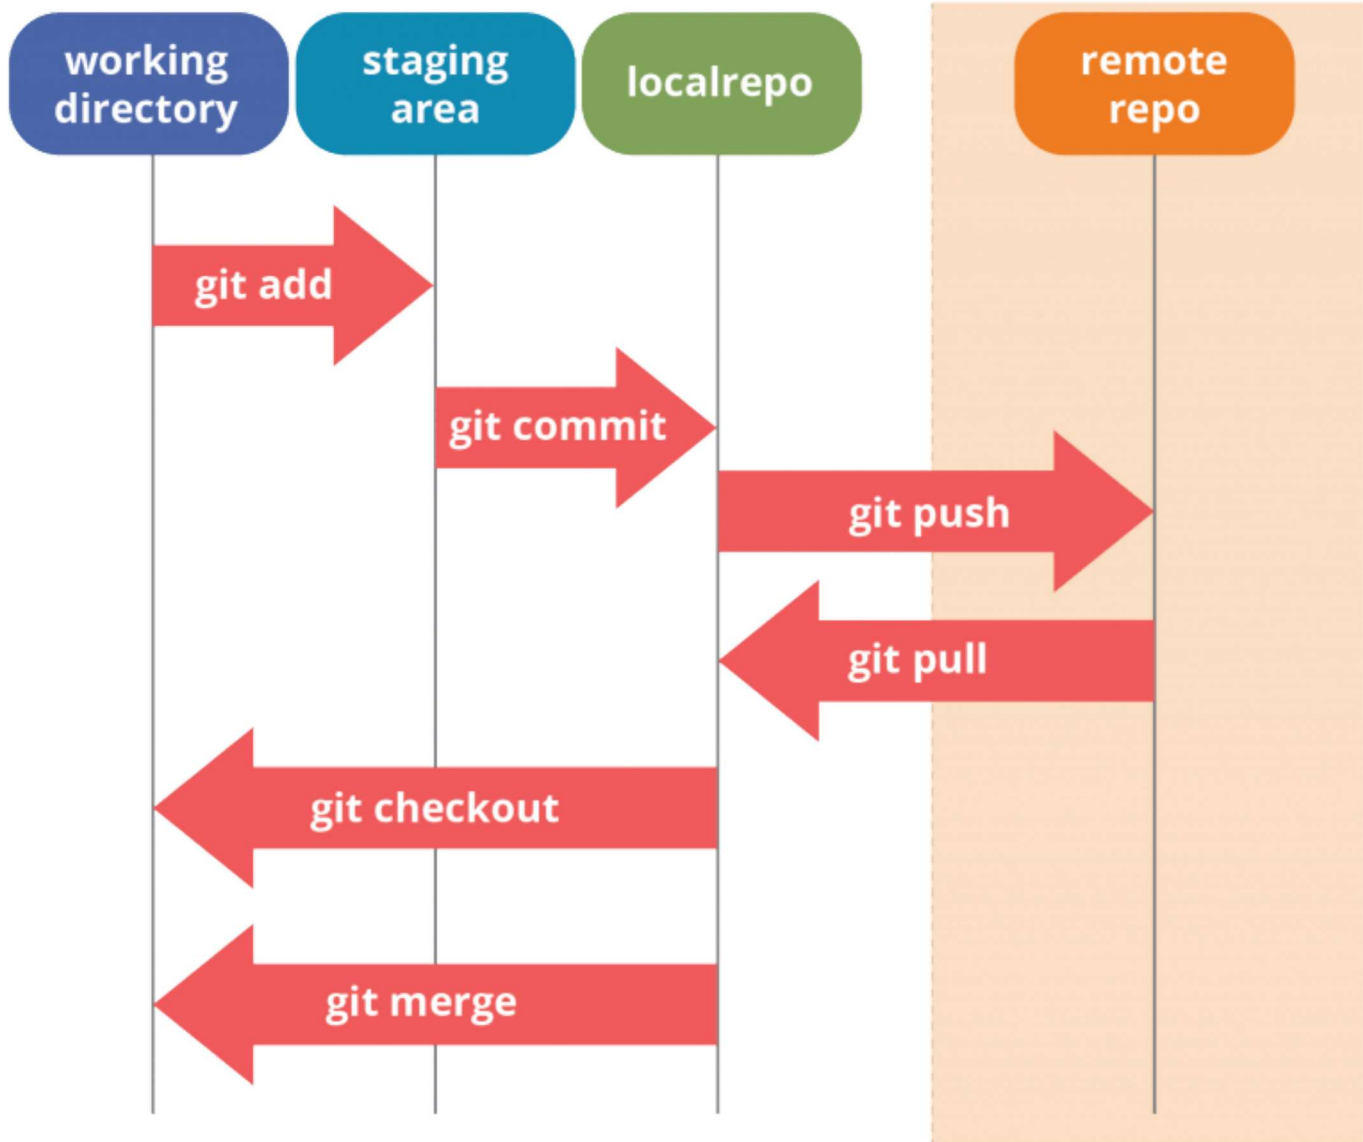 working
directory
staging
area
localrepo
remote
repo
git add
git commit
git push
git pull
git checkout
git merge